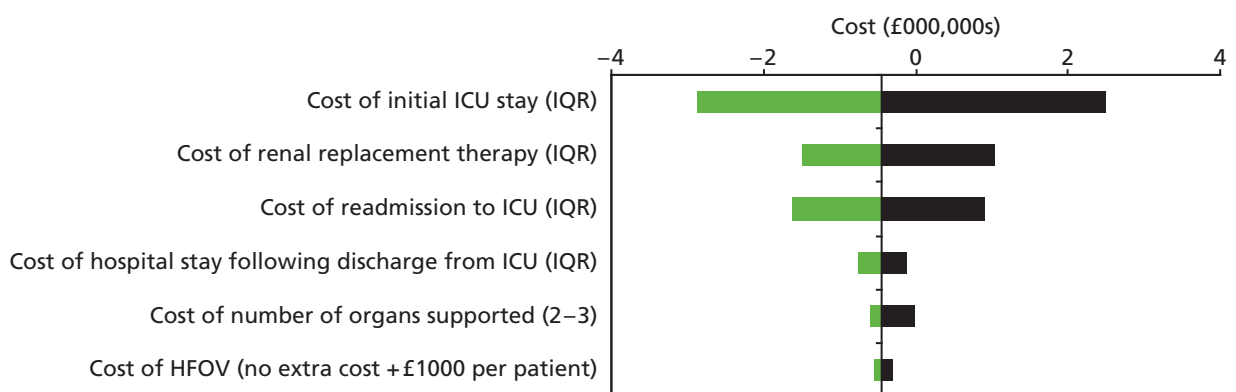 Cost (£000,000s)
−4 −2 0 2 4
Cost of initial ICU stay (IQR)
Cost of renal replacement therapy (IQR)
Cost of readmission to ICU (IQR)
Cost of hospital stay following discharge from ICU (IQR)
Cost of number of organs supported (2–3)
Cost of HFOV (no extra cost +£1000 per patient)